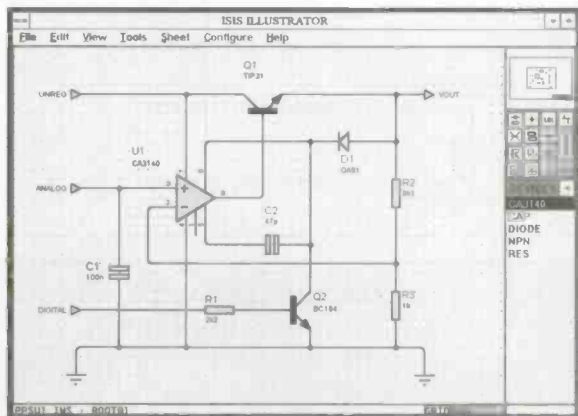 ISIS ILLUSTRATOR
File Edit View Tools Sheet Configure Help
Q1
TIP31
UNREG
VOUT
U1
CA3140
D1
OA91
ANALOG
R2
C2
47p
C1
100n
DIGITAL
R1
2k2
Q2
BC184
R3
1k
DEVICES
CA3140
CAP
DIODE
NPN
RES